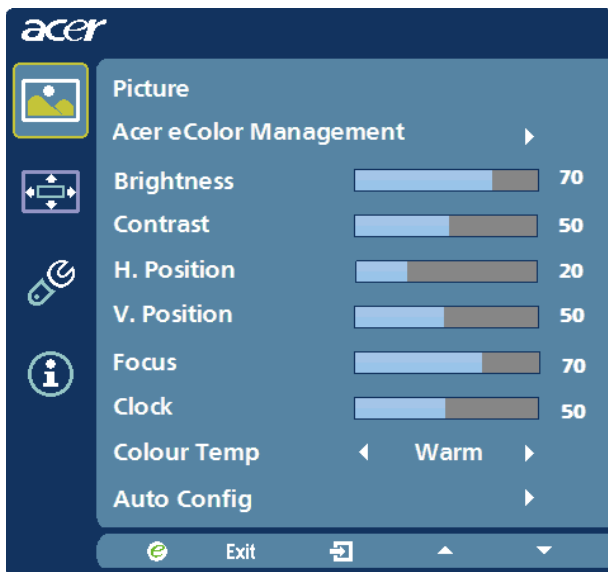 acer
Picture
Acer eColor Management
Brightness 70
Contrast 50
H. Position 20
V. Position 50
Focus 70
Clock 50
Colour Temp Warm
Auto Config
e Exit